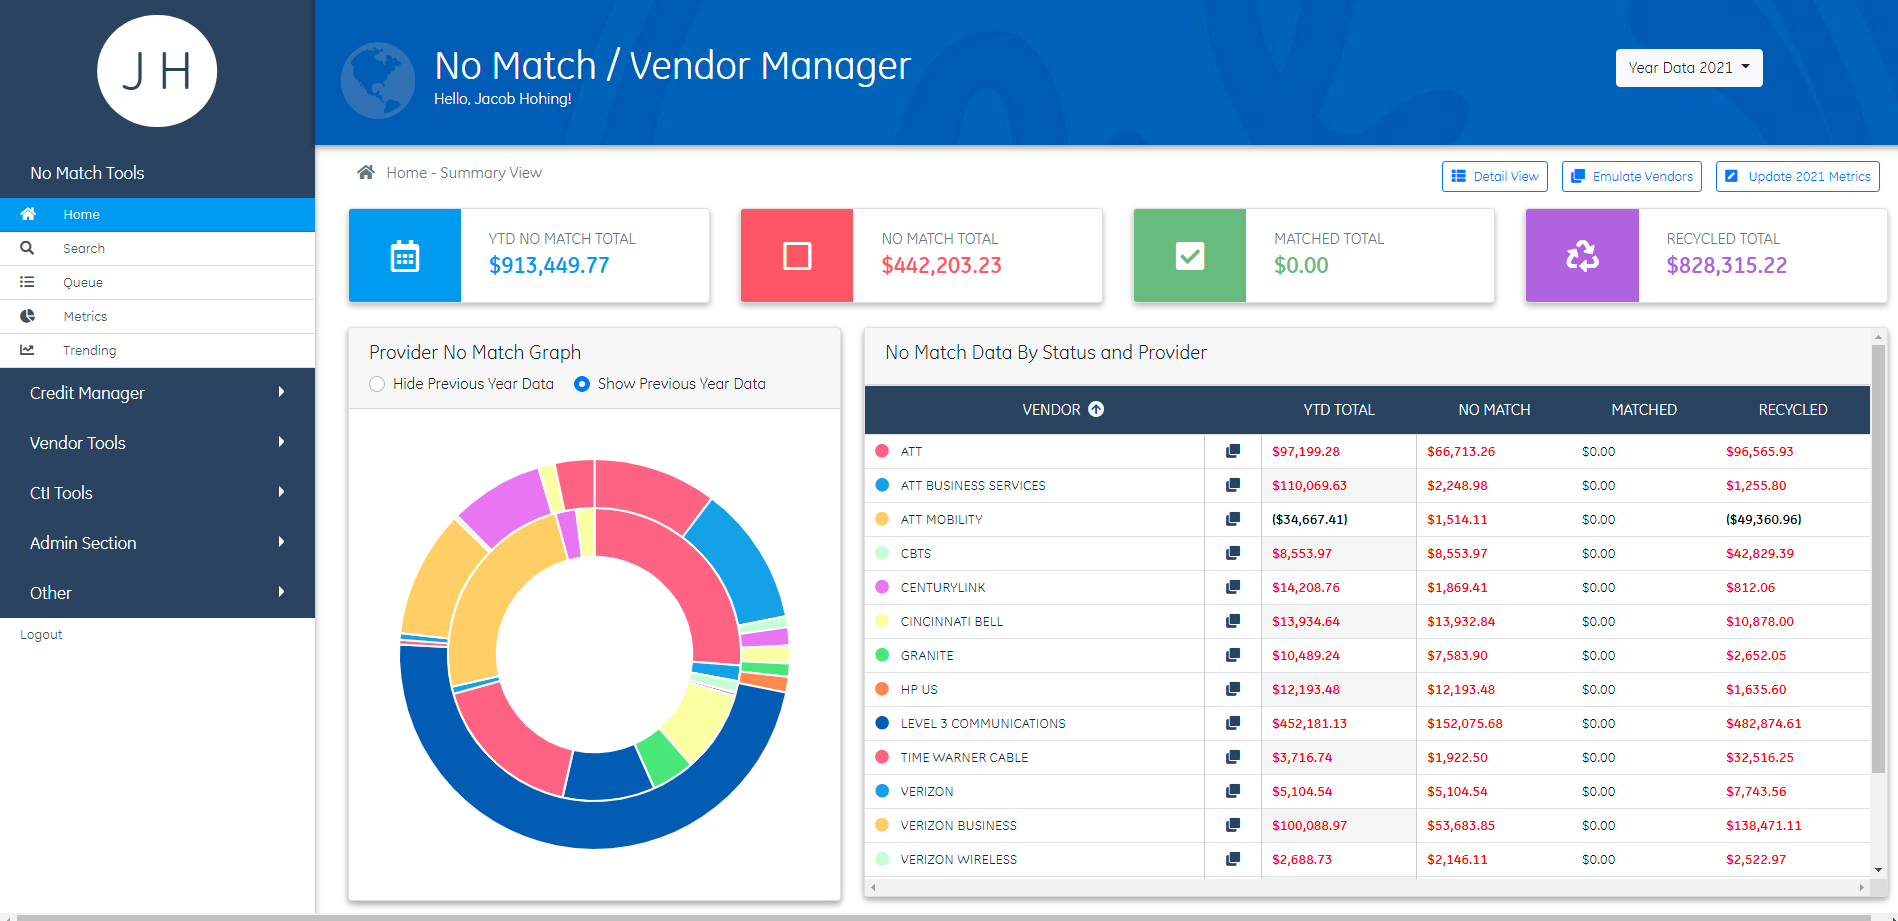 J H
No Match Tools
Home
Search
Queue
Metrics
Trending
Credit Manager
Vendor Tools
CtI Tools
Admin Section
Other
Logout
No Match / Vendor Manager
Hello, Jacob Hohing!
Year Data 2021
Home - Summary View
Detail View
Emulate Vendors
Update 2021 Metrics
YTD NO MATCH TOTAL
$913,449.77
NO MATCH TOTAL
$442,203.23
MATCHED TOTAL
$0.00
RECYCLED TOTAL
$828,315.22
Provider No Match Graph
Hide Previous Year Data Show Previous Year Data
No Match Data By Status and Provider
VENDOR YTD TOTAL NO MATCH MATCHED RECYCLED
ATT $97,199.28 $66,713.26 $0.00 $96,565.93
ATT BUSINESS SERVICES $110,069.63 $2,248.98 $0.00 $1,255.80
ATT MOBILITY ($34,667.41) $1,514.11 $0.00 ($49,360.96)
CBTS $8,553.97 $8,553.97 $0.00 $42,829.39
CENTURYLINK $14,208.76 $1,869.41 $0.00 $812.06
CINCINNATI BELL $13,934.64 $13,932.84 $0.00 $10,878.00
GRANITE $10,489.24 $7,583.90 $0.00 $2,652.05
HP US $12,193.48 $12,193.48 $0.00 $1,635.60
LEVEL 3 COMMUNICATIONS $452,181.13 $152,075.68 $0.00 $482,874.61
TIME WARNER CABLE $3,716.74 $1,922.50 $0.00 $32,516.25
VERIZON $5,104.54 $5,104.54 $0.00 $7,743.56
VERIZON BUSINESS $100,088.97 $53,683.85 $0.00 $138,471.11
VERIZON WIRELESS $2,688.73 $2,146.11 $0.00 $2,522.97